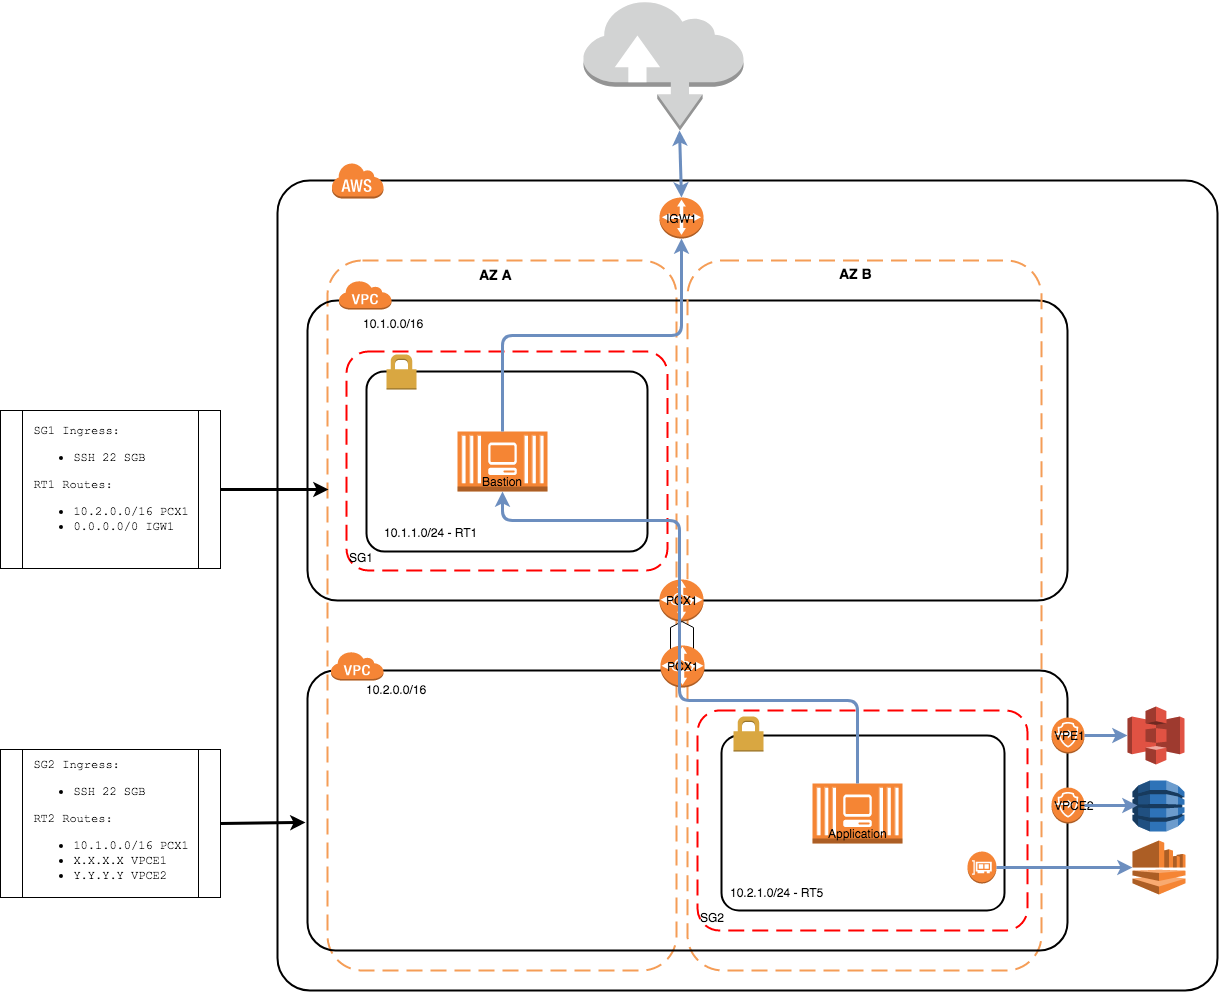 AWS
IGW1
AZ A
AZ B
VPC
10.1.0.0/16
SG1 Ingress:
• SSH 22 SGB
RT1 Routes:
• 10.2.0.0/16 PCX1
• 0.0.0.0/0 IGW1
Bastion
10.1.1.0/24 - RT1
SG1
PCX1
PCX1
VPC
10.2.0.0/16
SG2 Ingress:
• SSH 22 SGB
RT2 Routes:
• 10.1.0.0/16 PCX1
• X.X.X.X VPCE1
• Y.Y.Y.Y VPCE2
VPE1
VPCE2
Application
10.2.1.0/24 - RT5
SG2